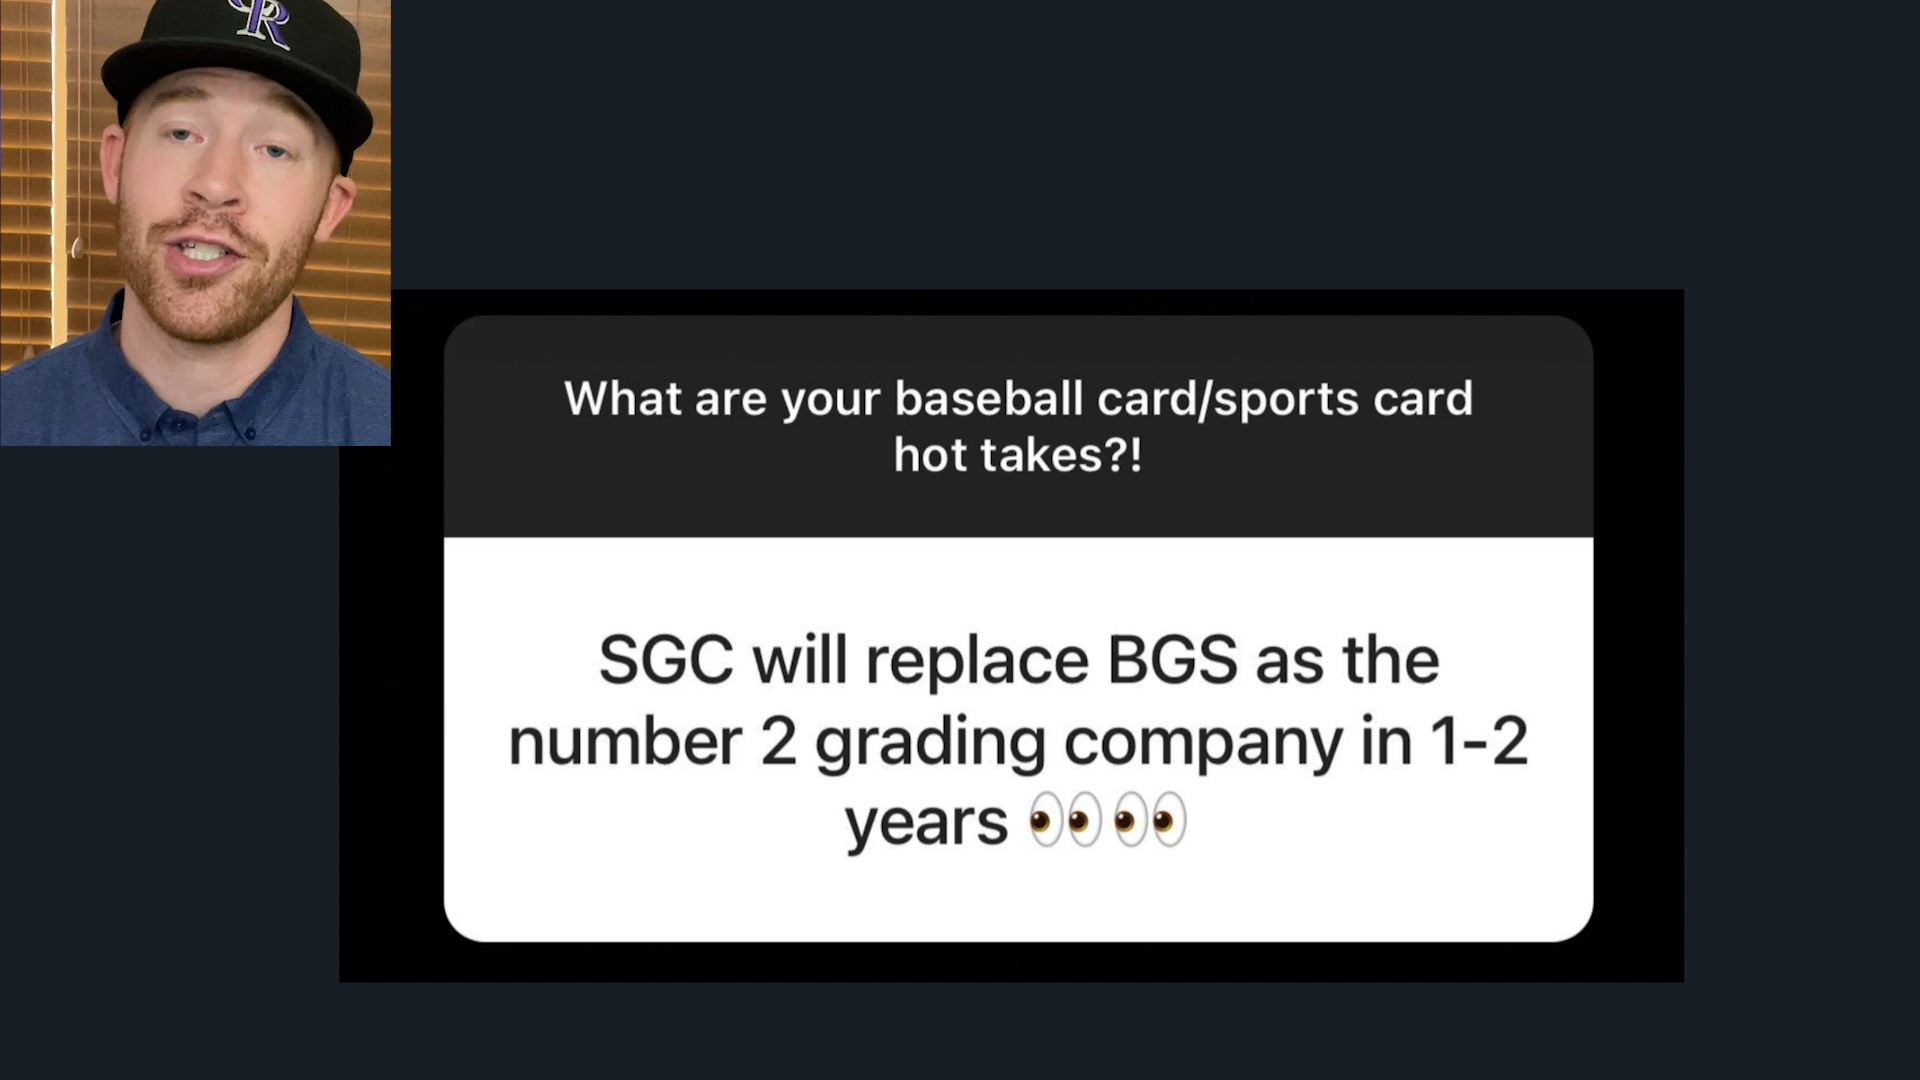 CR
What are your baseball card/sports card
hot takes?!
SGC will replace BGS as the
number 2 grading company in 1-2
years 👀👀